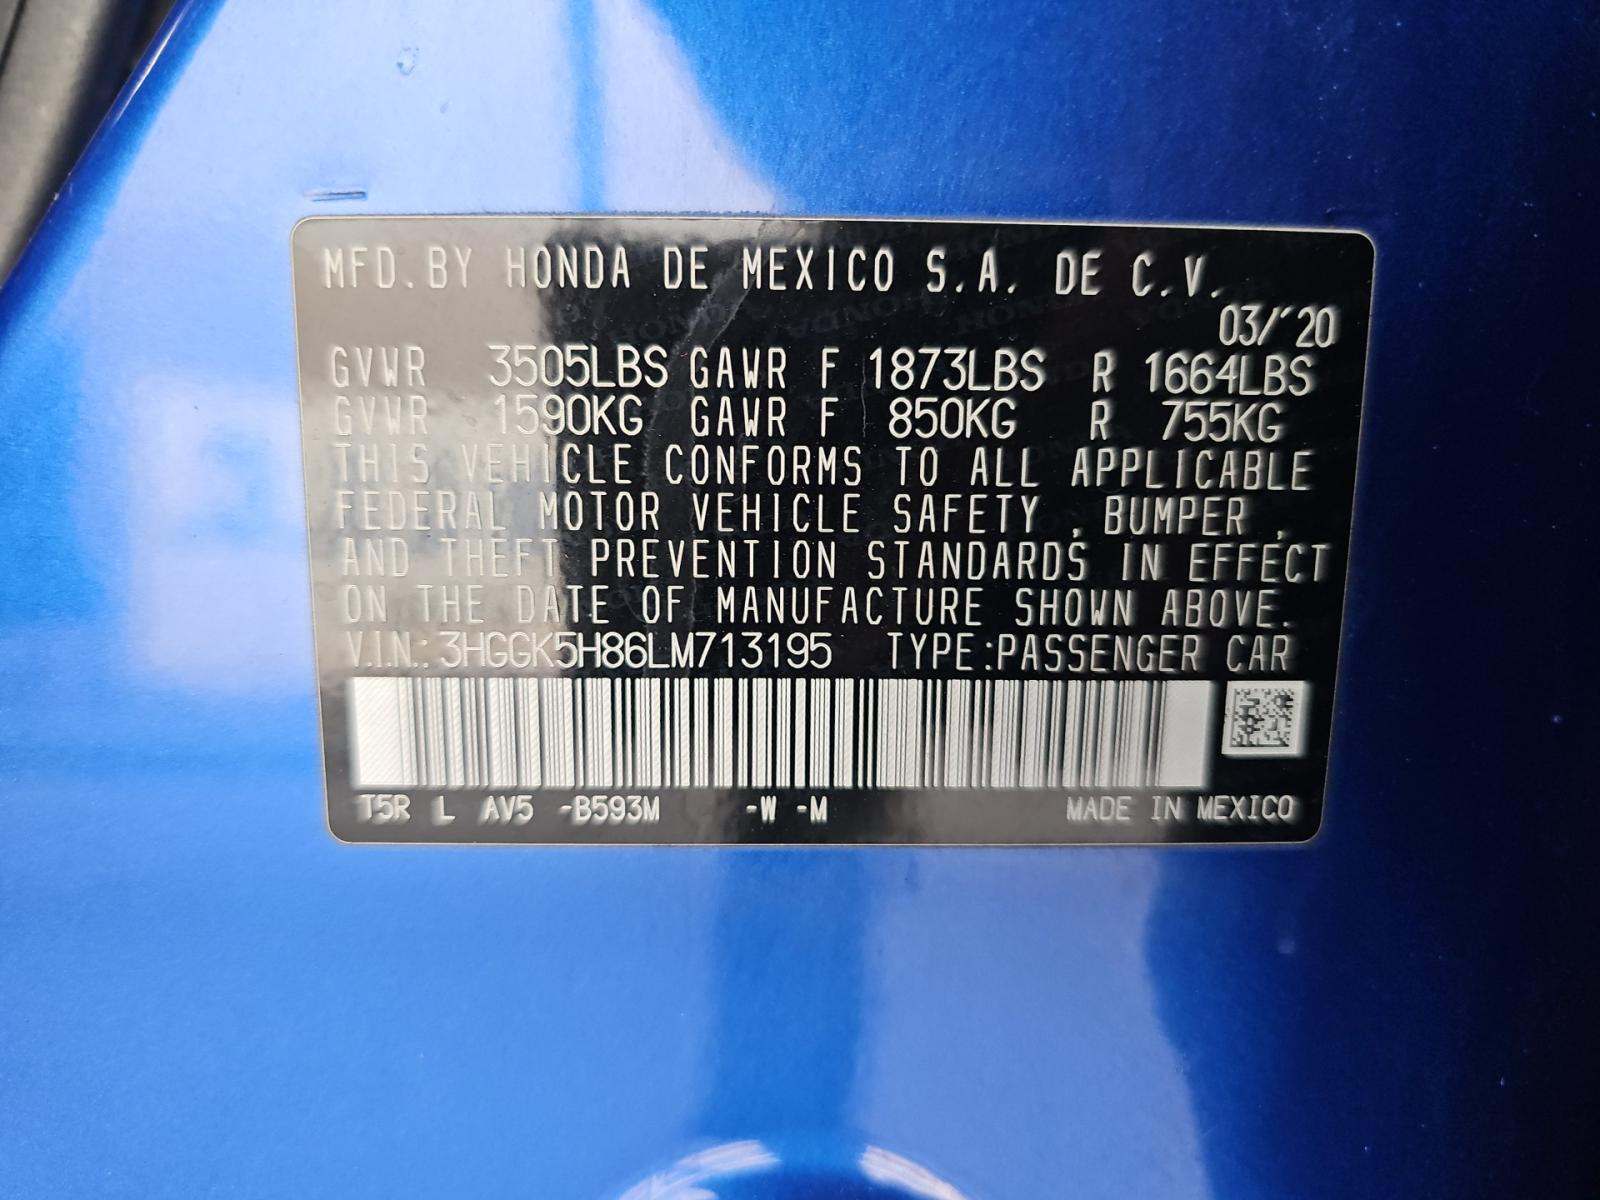 MFD. BY HONDA DE MEXICO S.A. DE C.V.
03/´20
GVWR 3505LBS GAWR F 1873LBS R 1664LBS
GVWR 1590KG GAWR F 850KG R 755KG
THIS VEHICLE CONFORMS TO ALL APPLICABLE
FEDERAL MOTOR VEHICLE SAFETY , BUMPER ,
AND THEFT PREVENTION STANDARDS IN EFFECT
ON THE DATE OF MANUFACTURE SHOWN ABOVE.
V.I.N.: 3HGGK5H86LM713195 TYPE:PASSENGER CAR
T5R L AV5 -B593M -W -M MADE IN MEXICO